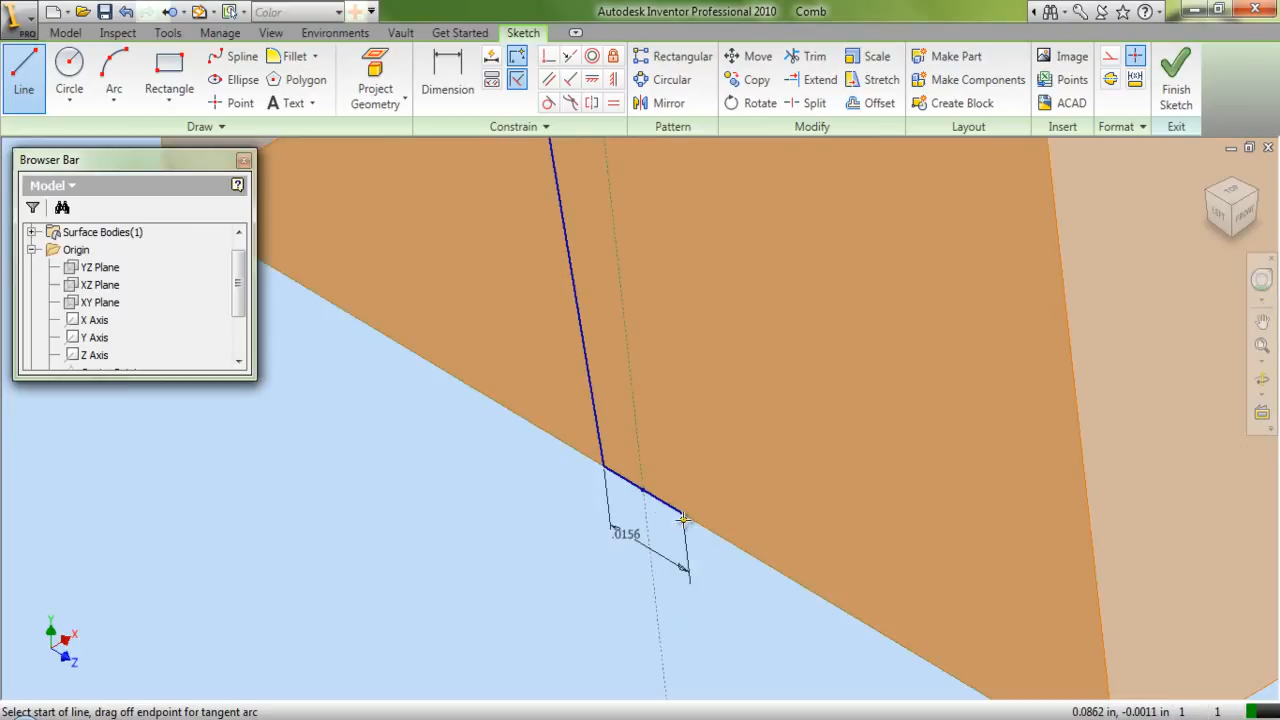 Color
Autodesk Inventor Professional 2010 Comb
PRO
Model Inspect Tools Manage View Environments Vault Get Started Sketch
Line Circle Arc Rectangle
Spline Fillet
Ellipse Polygon
Point Text
Project Geometry
Dimension
Rectangular
Circular
Mirror
Move Trim Scale
Copy Extend Stretch
Rotate Split Offset
Make Part
Make Components
Create Block
Image
Points
ACAD
Finish Sketch
Draw Constrain Pattern Modify Layout Insert Format Exit
Browser Bar
Model
Surface Bodies(1)
Origin
YZ Plane
XZ Plane
XY Plane
X Axis
Y Axis
Z Axis
TOP
LEFT FRONT
.0156
Y
X
Z
Select start of line, drag off endpoint for tangent arc
0.0862 in, -0.0011 in 1 1